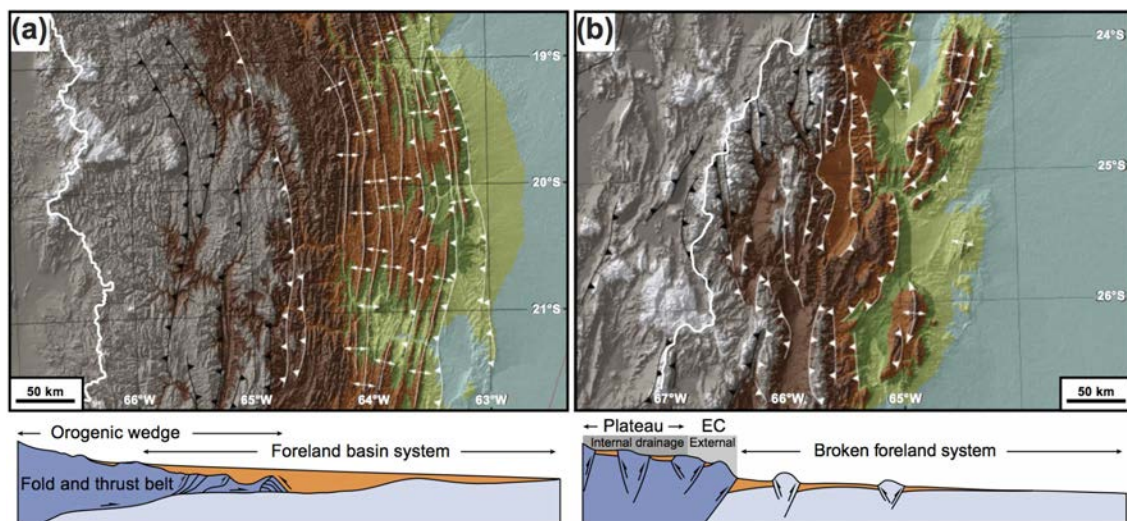 (a)
19°S
20°S
21°S
50 km
66°W
65°W
64°W
63°W
(b)
24°S
25°S
26°S
67°W
66°W
65°W
50 km
Orogenic wedge
Foreland basin system
Fold and thrust belt
Plateau
EC
Internal drainage
External
Broken foreland system